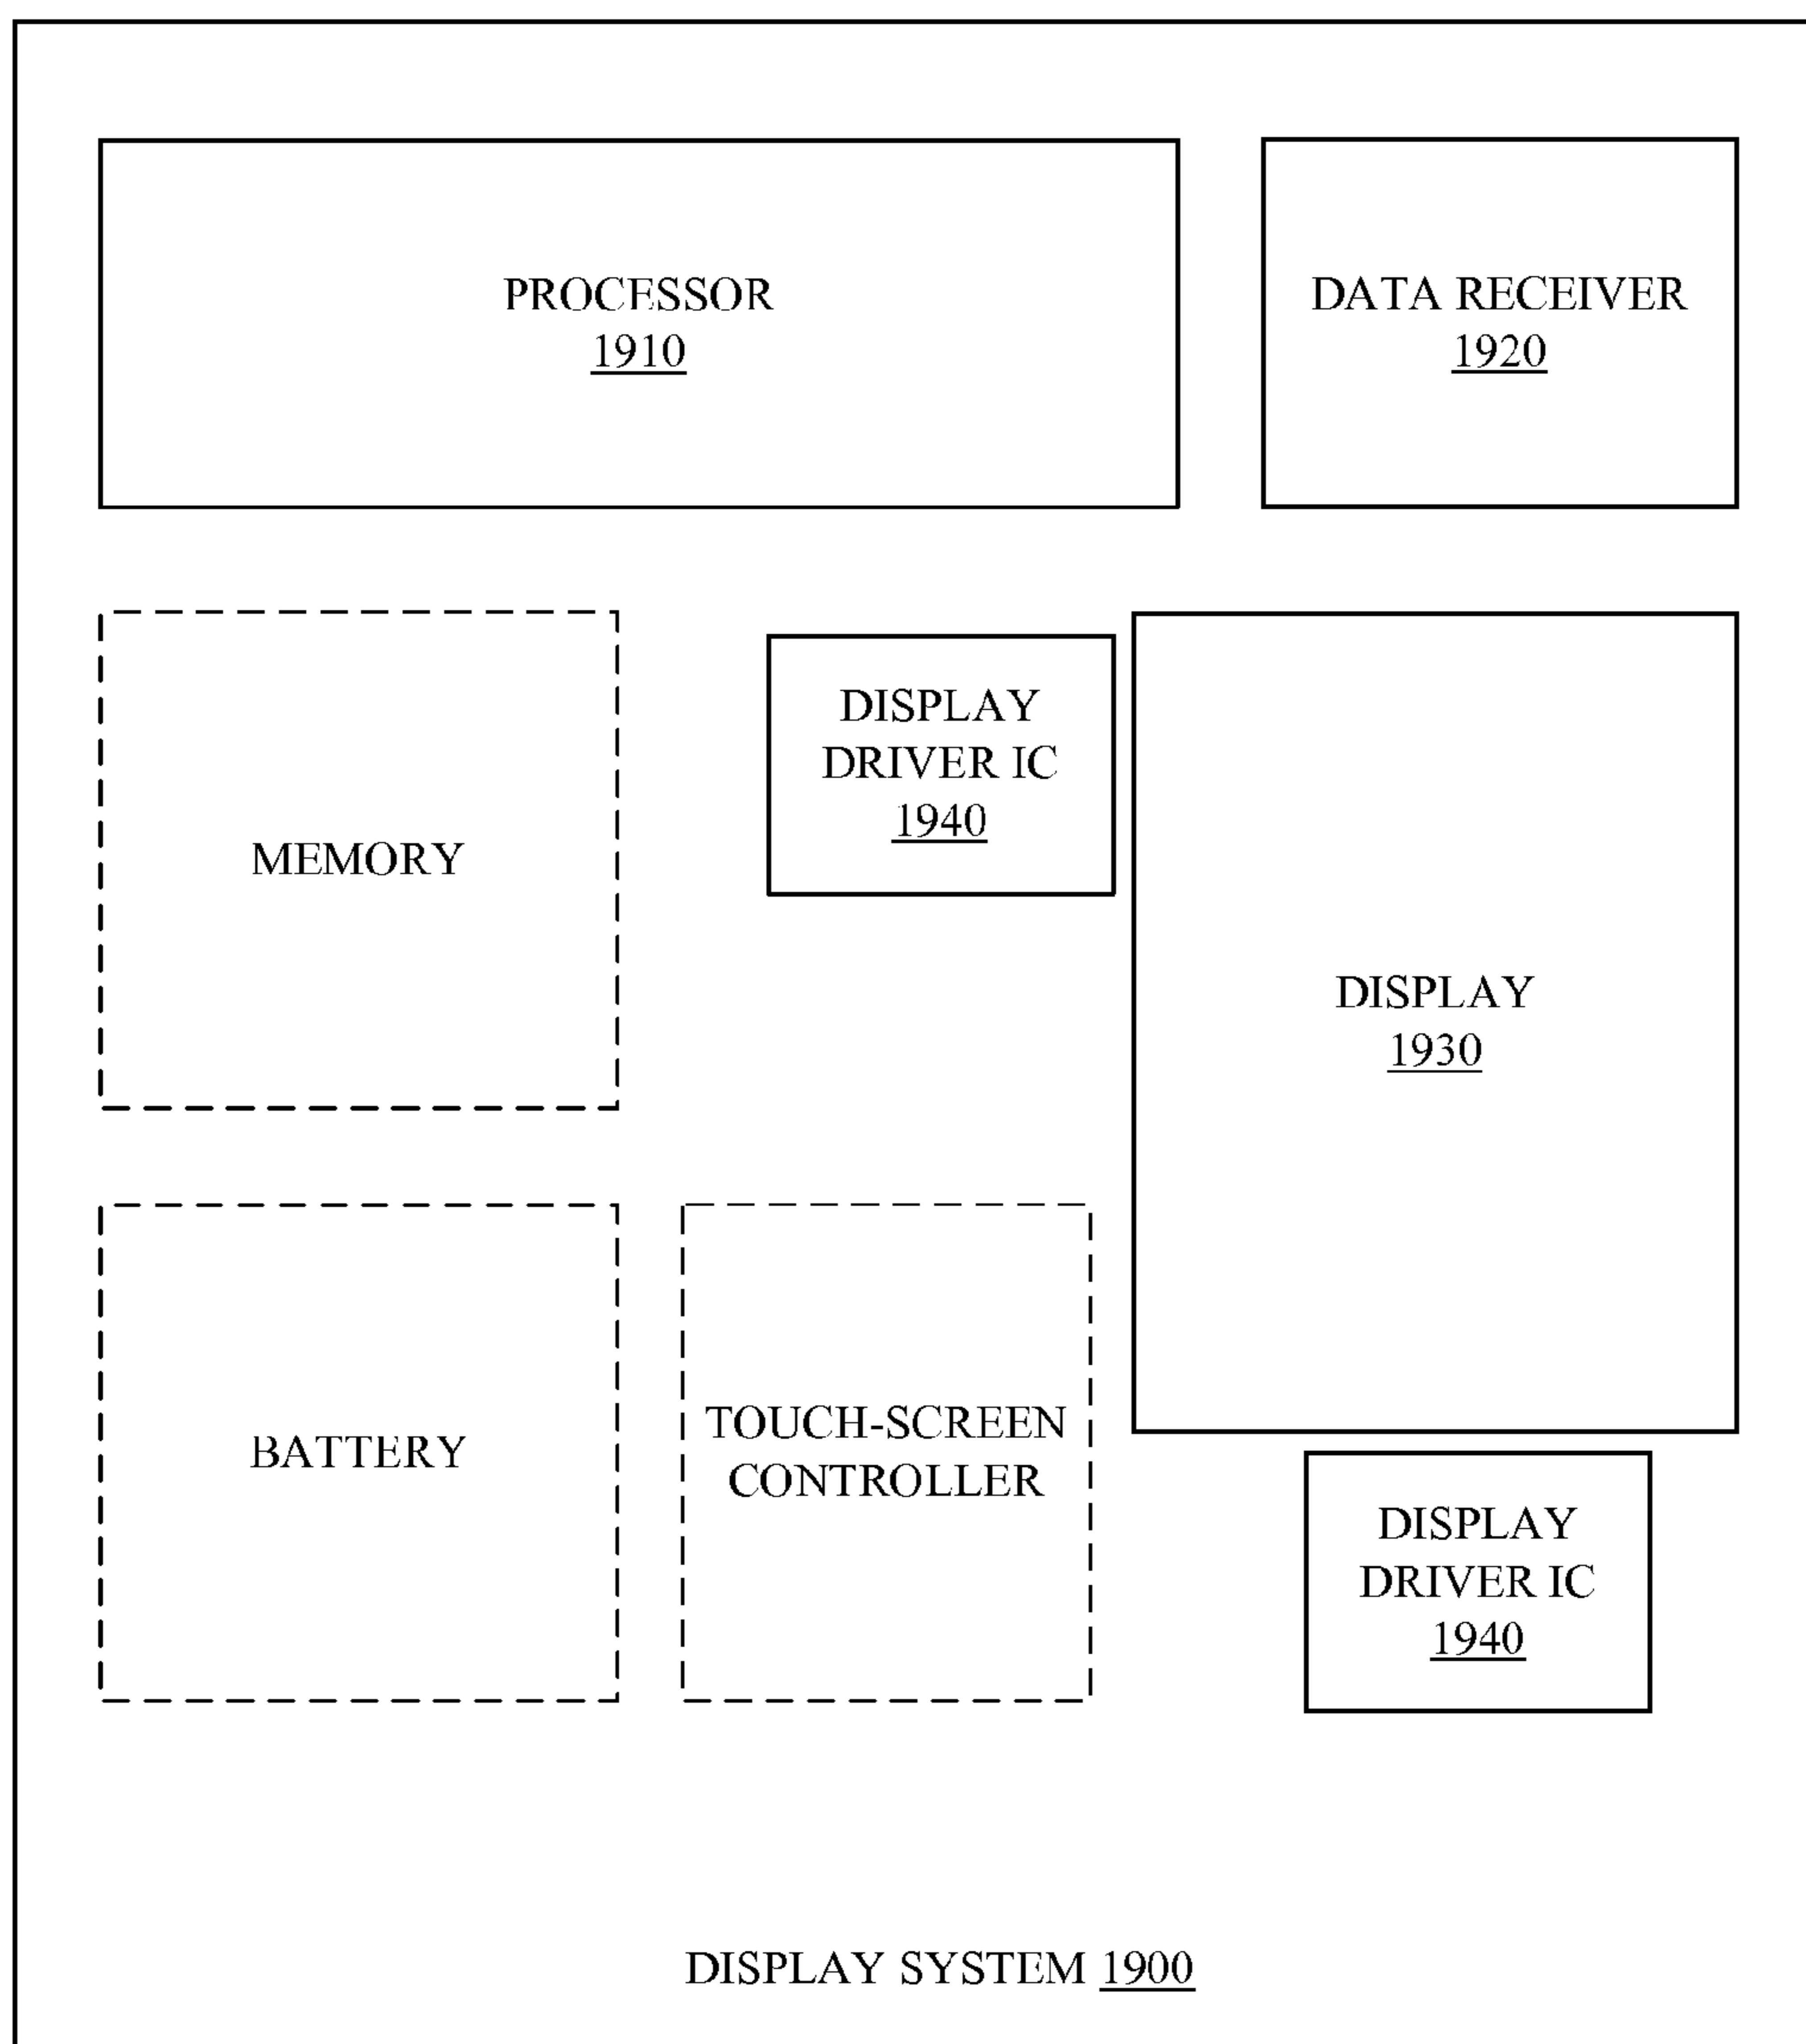 PROCESSOR
1910
DATA RECEIVER
1920
MEMORY
DISPLAY
DRIVER IC
1940
DISPLAY
1930
BATTERY
TOUCH-SCREEN
CONTROLLER
DISPLAY
DRIVER IC
1940
DISPLAY SYSTEM 1900